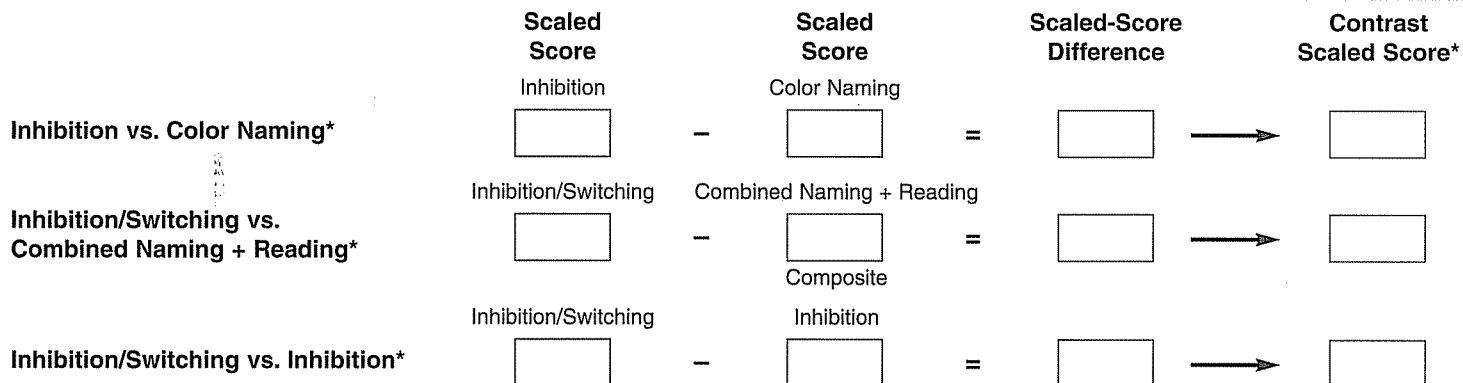 Scaled Score
Scaled Score
Scaled-Score Difference
Contrast Scaled Score*
Inhibition
Color Naming
Inhibition vs. Color Naming*
–
=
Inhibition/Switching
Combined Naming + Reading
Inhibition/Switching vs.
Combined Naming + Reading*
–
=
Composite
Inhibition/Switching
Inhibition
Inhibition/Switching vs. Inhibition*
–
=